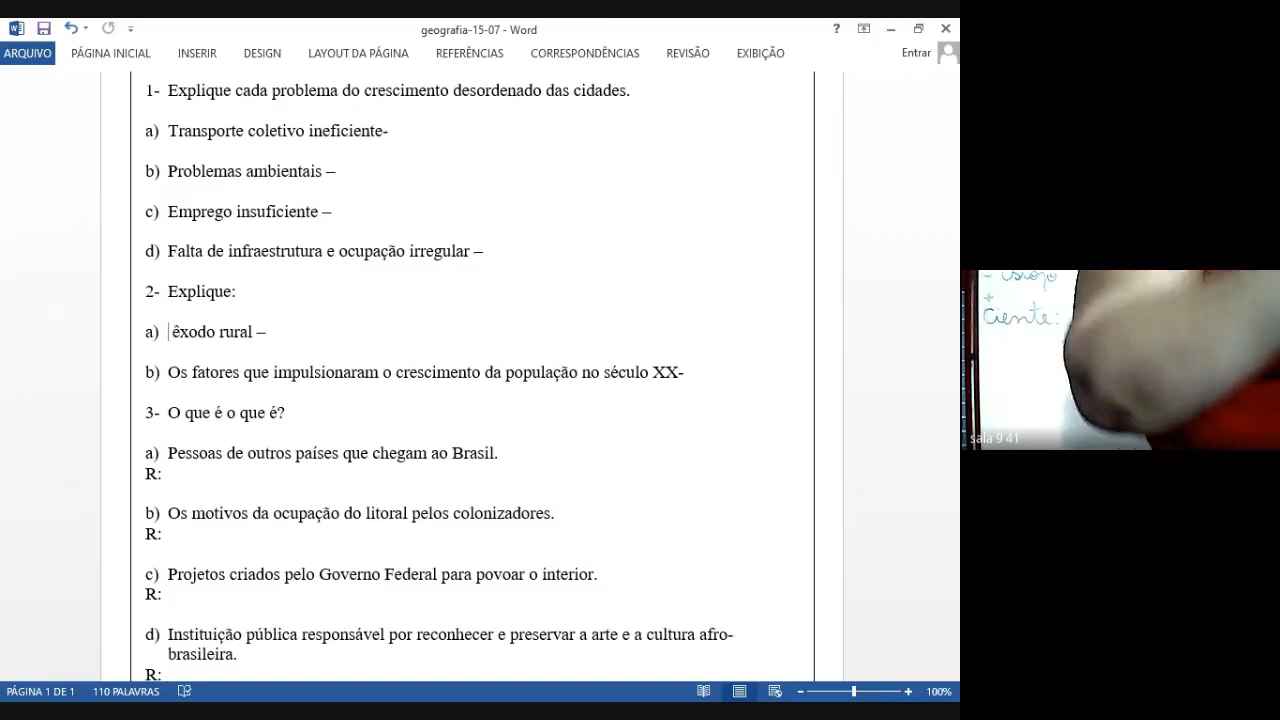 geografia-15-07 - Word
ARQUIVO PÁGINA INICIAL INSERIR DESIGN LAYOUT DA PÁGINA REFERÊNCIAS CORRESPONDÊNCIAS REVISÃO EXIBIÇÃO Entrar
1- Explique cada problema do crescimento desordenado das cidades.
a) Transporte coletivo ineficiente-
b) Problemas ambientais –
c) Emprego insuficiente –
d) Falta de infraestrutura e ocupação irregular –
2- Explique:
a) êxodo rural –
b) Os fatores que impulsionaram o crescimento da população no século XX-
3- O que é o que é?
a) Pessoas de outros países que chegam ao Brasil.
R:
b) Os motivos da ocupação do litoral pelos colonizadores.
R:
c) Projetos criados pelo Governo Federal para povoar o interior.
R:
d) Instituição pública responsável por reconhecer e preservar a arte e a cultura afro-
brasileira.
R:
PÁGINA 1 DE 1 110 PALAVRAS 100%
Ciente:
sala 9 41